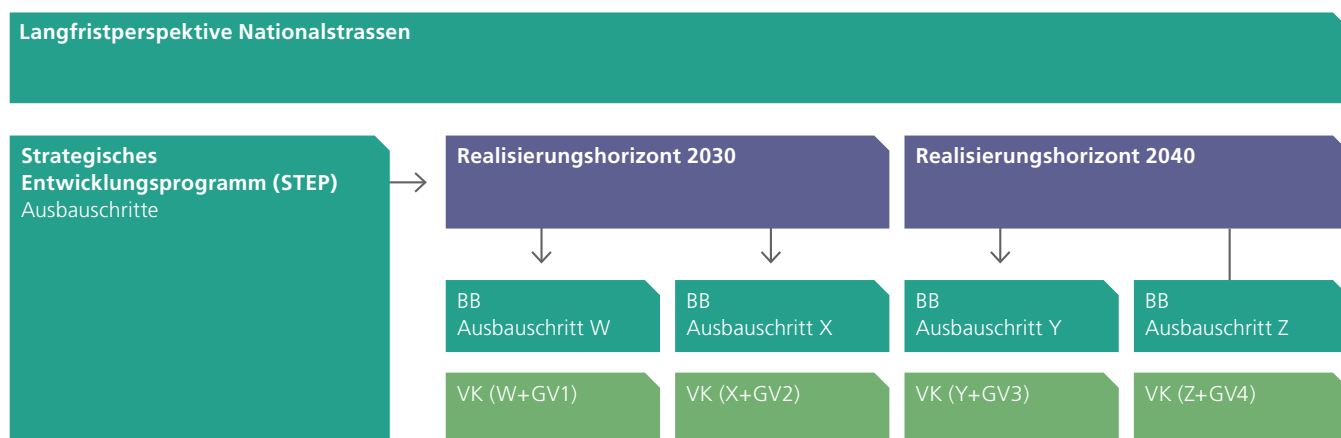 Langfristperspektive Nationalstrassen
Strategisches
Entwicklungsprogramm (STEP)
Ausbauschritte
Realisierungshorizont 2030
Realisierungshorizont 2040
BB
Ausbauschritt W
BB
Ausbauschritt X
BB
Ausbauschritt Y
BB
Ausbauschritt Z
VK (W+GV1)
VK (X+GV2)
VK (Y+GV3)
VK (Z+GV4)